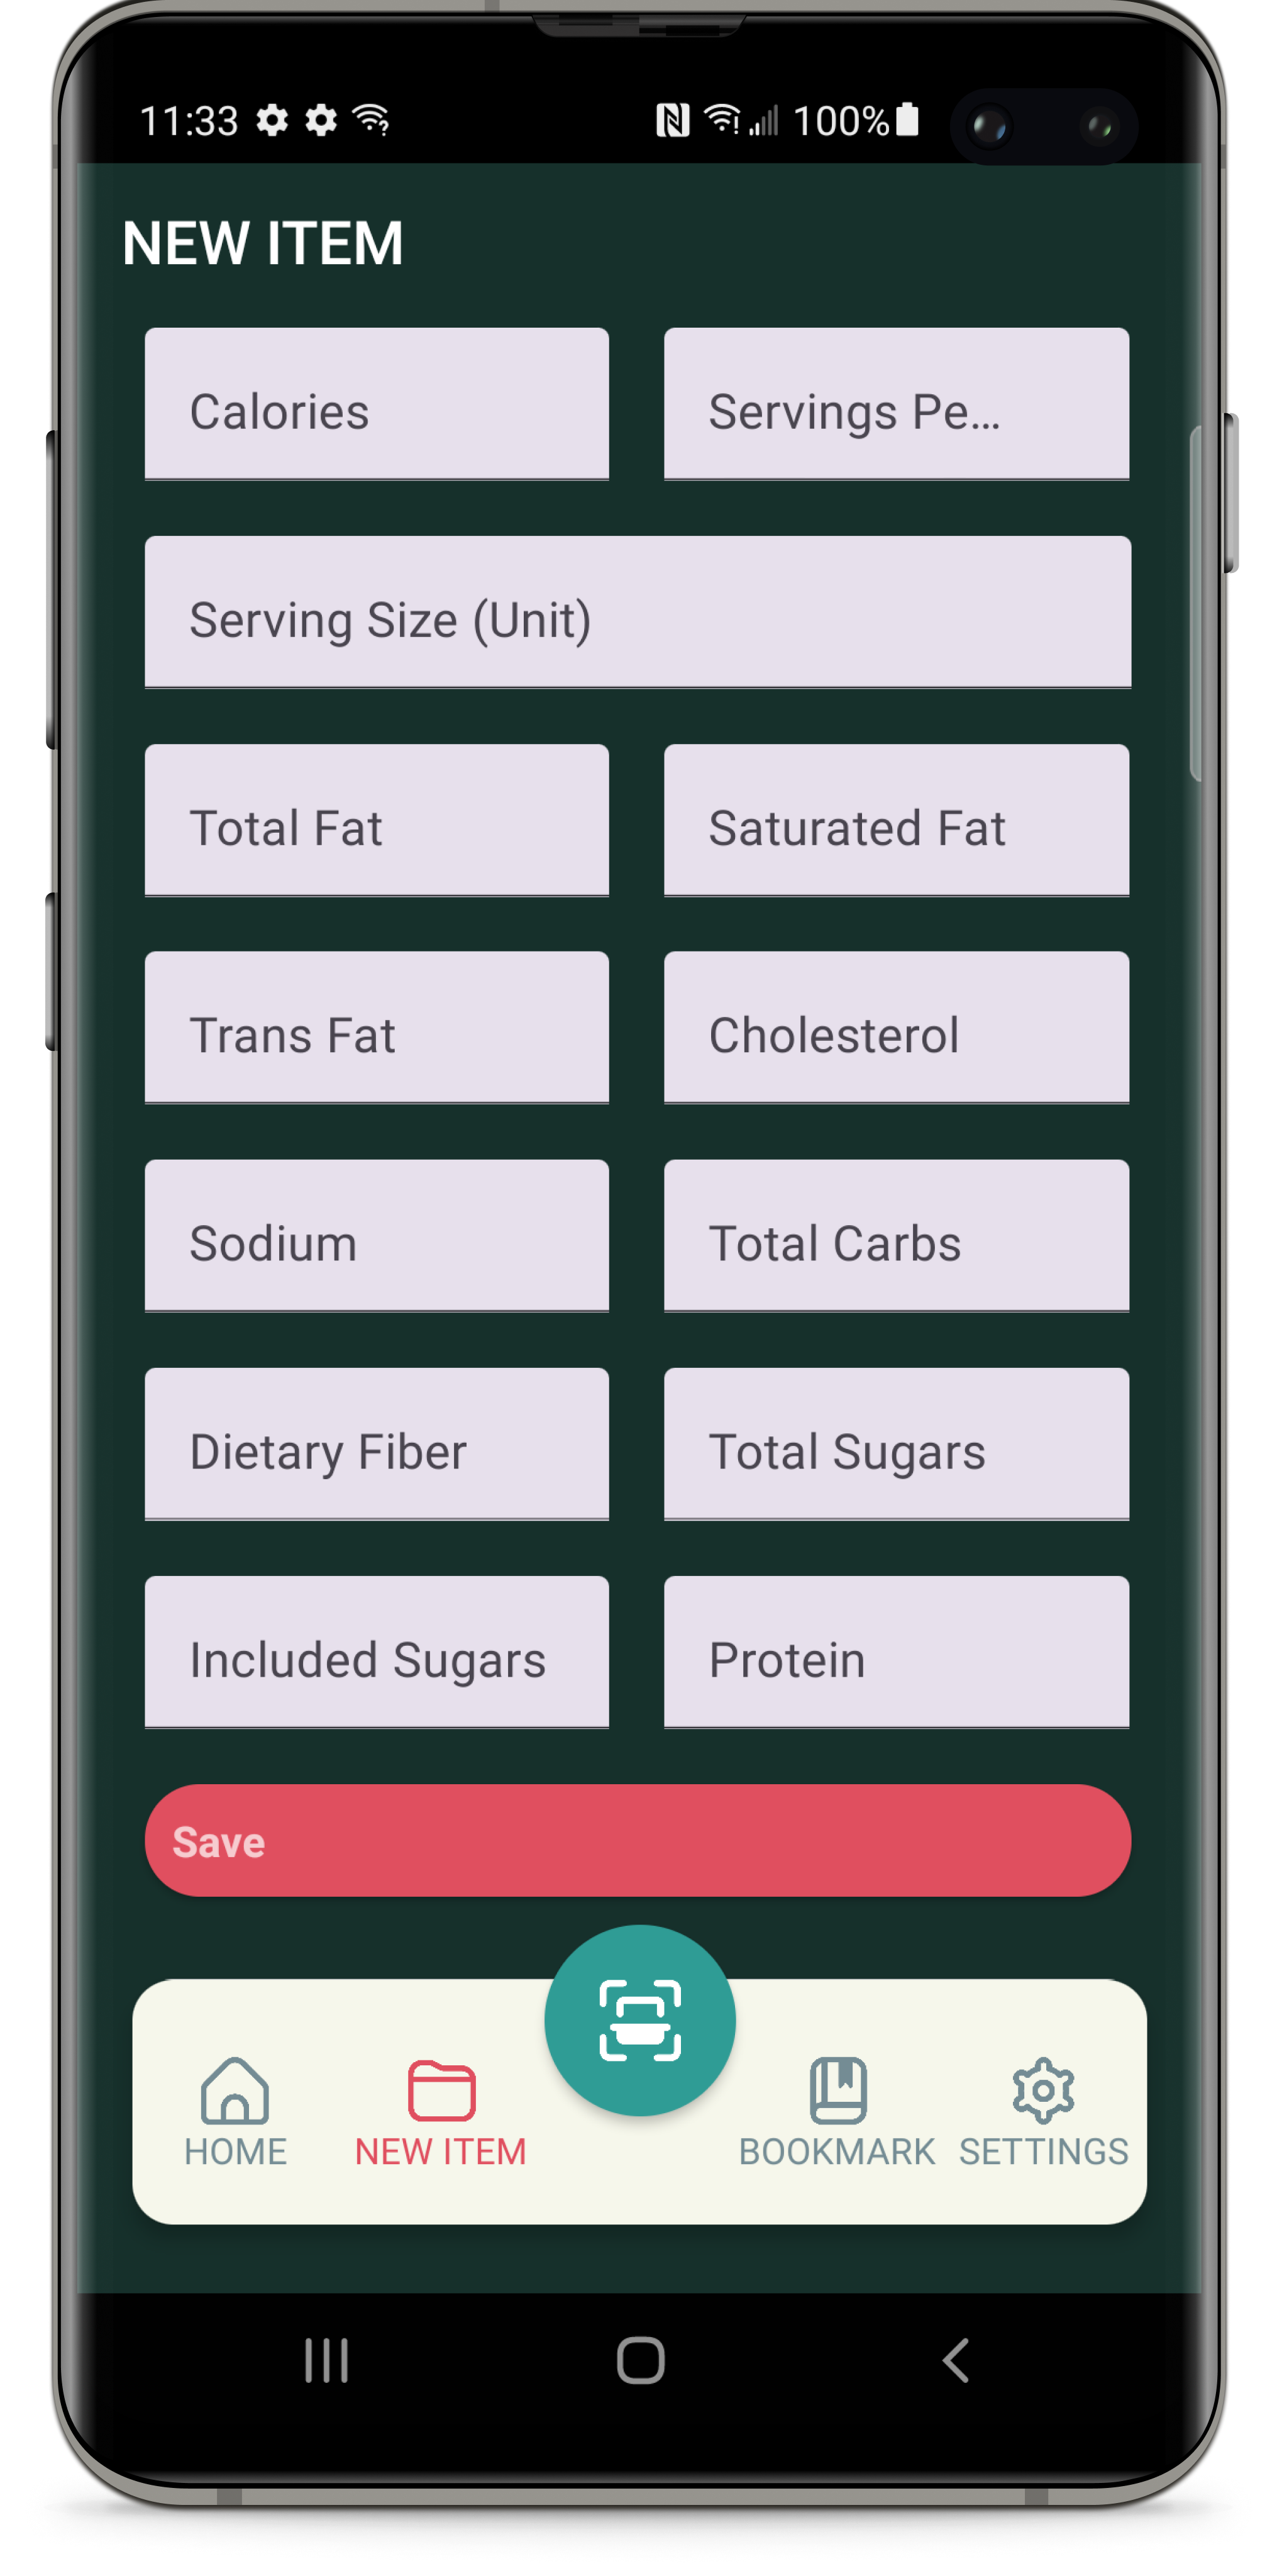 11:33 100%
NEW ITEM
Calories Servings Pe...
Serving Size (Unit)
Total Fat Saturated Fat
Trans Fat Cholesterol
Sodium Total Carbs
Dietary Fiber Total Sugars
Included Sugars Protein
Save
HOME NEW ITEM BOOKMARK SETTINGS